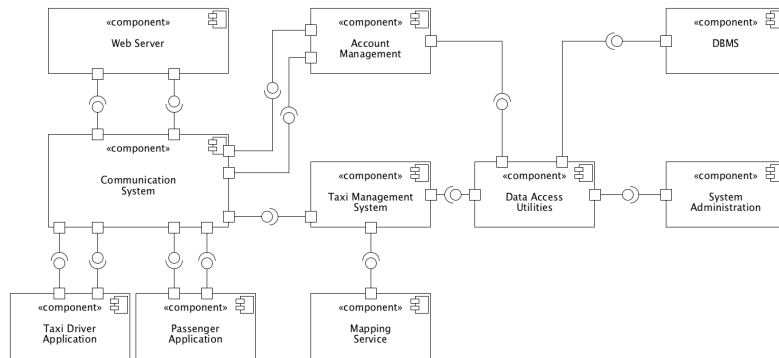 «component»
Web Server
«component»
Account
Management
«component»
DBMS
«component»
Communication
System
«component»
Taxi Management
System
«component»
Data Access
Utilities
«component»
System
Administration
«component»
Taxi Driver
Application
«component»
Passenger
Application
«component»
Mapping
Service